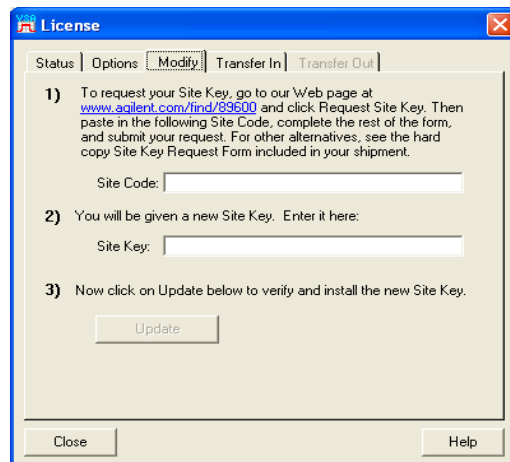 VSA License
Status Options Modify Transfer In Transfer Out
1) To request your Site Key, go to our Web page at
www.agilent.com/find/89600 and click Request Site Key. Then
paste in the following Site Code, complete the rest of the form,
and submit your request. For other alternatives, see the hard
copy Site Key Request Form included in your shipment.
Site Code:
2) You will be given a new Site Key. Enter it here:
Site Key:
3) Now click on Update below to verify and install the new Site Key.
Update
Close Help